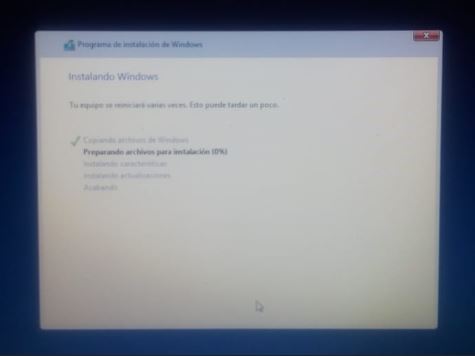 Programa de instalación de Windows
Instalando Windows
Tu equipo se reiniciará varias veces. Esto puede tardar un poco.
Copiando archivos de Windows
Preparando archivos para instalación (0%)
Instalando características
Instalando actualizaciones
Acabando